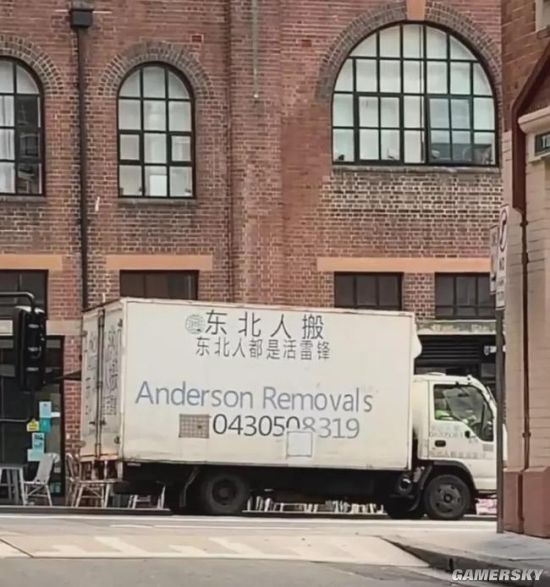 东北人搬
东北人都是活雷锋
Anderson Removals
0430508319
GAMERSKY